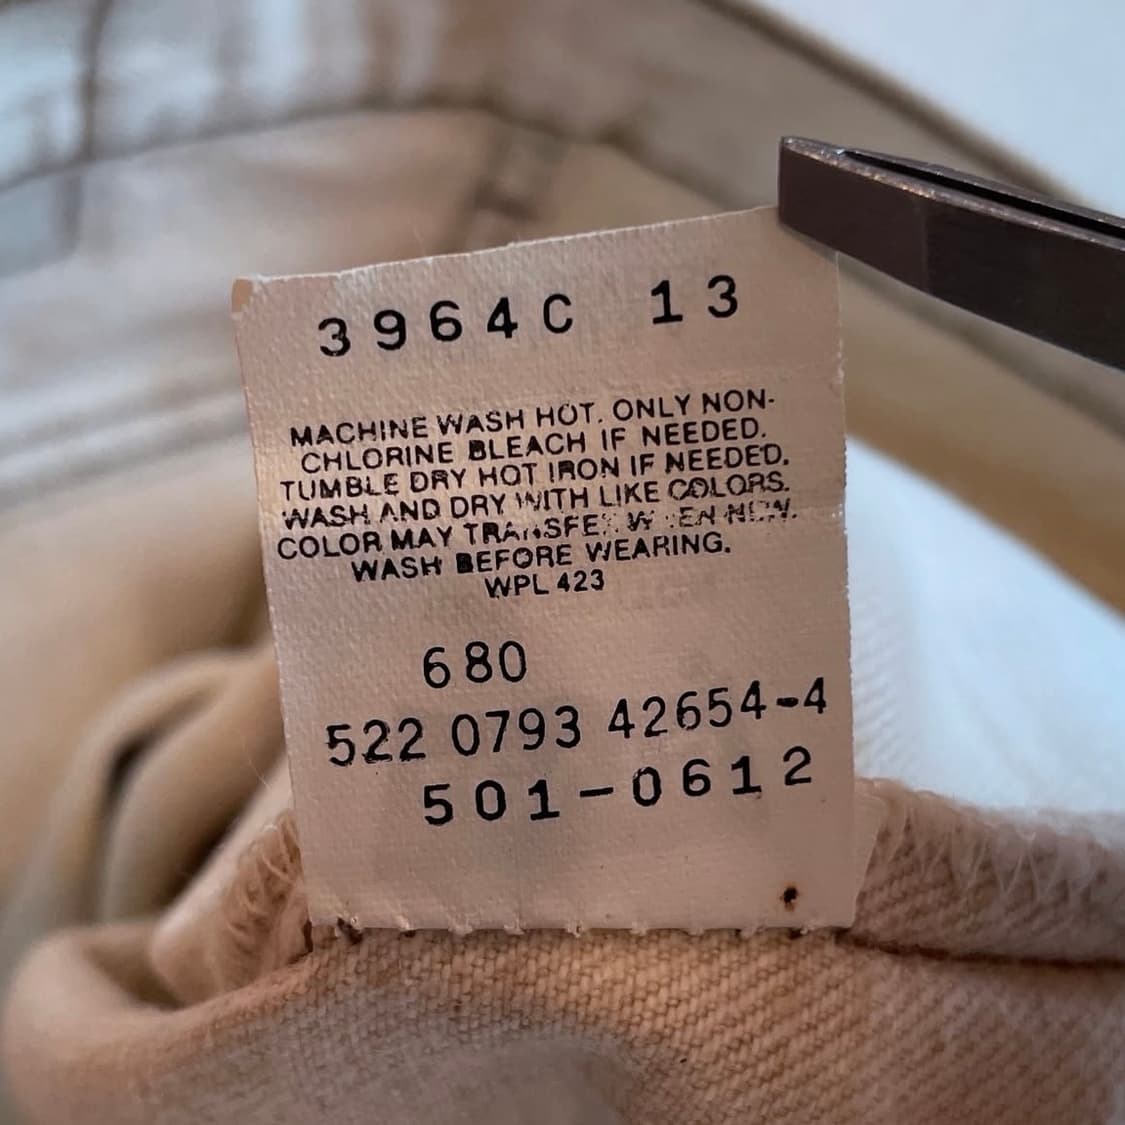 3964C 13
MACHINE WASH HOT. ONLY NON-
CHLORINE BLEACH IF NEEDED.
TUMBLE DRY HOT IRON IF NEEDED.
WASH AND DRY WITH LIKE COLORS.
COLOR MAY
WASH BEFORE WEARING.
WPL 423
680
522 0793 42654-4
501-0612